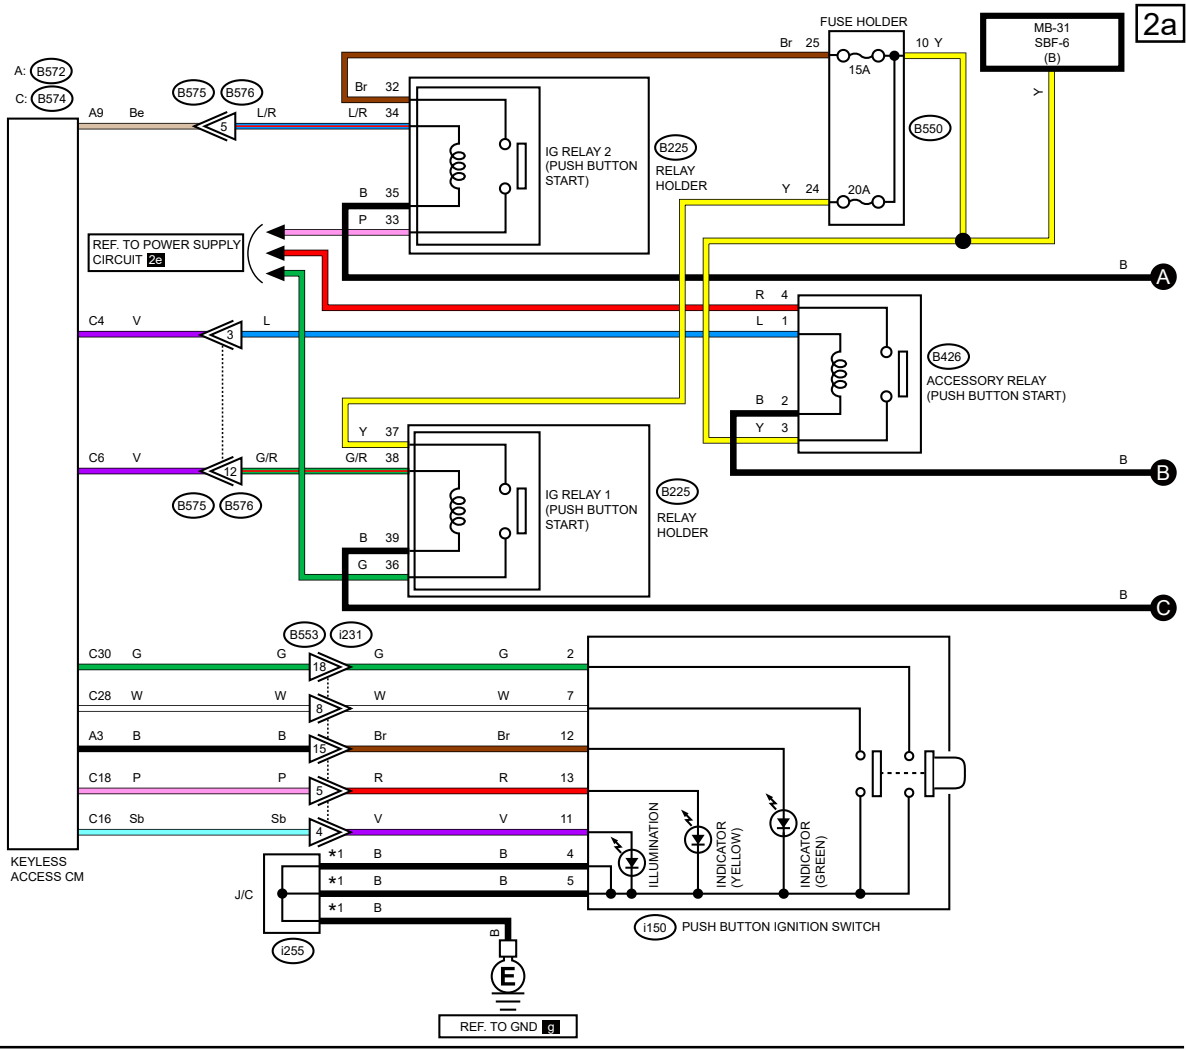 2a
FUSE HOLDER
MB-31
SBF-6
(B)
Y
Br 25
10 Y
15A
B550
Y 24
20A
A: B572
C: B574
B575 B576
A9 Be
5
L/R
Br 32
L/R 34
B 35
P 33
IG RELAY 2
(PUSH BUTTON
START)
B225
RELAY
HOLDER
REF. TO POWER SUPPLY
CIRCUIT 2e
B
A
R 4
C4 V
3
L
L 1
B426
ACCESSORY RELAY
(PUSH BUTTON START)
B 2
Y 3
Y 37
C6 V
12
G/R
G/R 38
B
B
B575 B576
IG RELAY 1
(PUSH BUTTON
START)
B225
RELAY
HOLDER
B 39
G 36
B
C
B553 i231
C30 G
G
18
G
G
2
C28 W
W
8
W
W
7
A3 B
B
15
Br
Br
12
C18 P
P
5
R
R
13
C16 Sb
Sb
4
V
V
11
ILLUMINATION
INDICATOR
(YELLOW)
INDICATOR
(GREEN)
KEYLESS
ACCESS CM
*1 B
B
4
J/C
*1 B
B
5
*1 B
B
i255
i150
PUSH BUTTON IGNITION SWITCH
E
REF. TO GND g